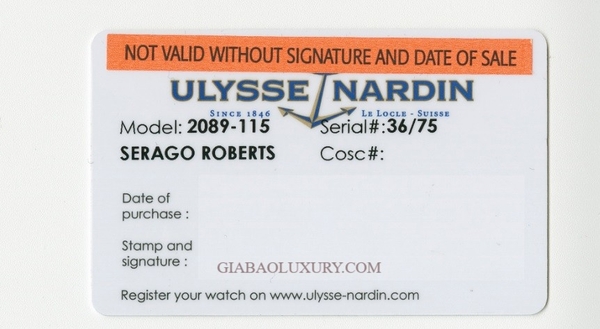 NOT VALID WITHOUT SIGNATURE AND DATE OF SALE
ULYSSE NARDIN
SINCE 1846 LE LOCLE - SUISSE
Model: 2089-115 Serial#:36/75
SERAGO ROBERTS Cosc#:
Date of
purchase :
Stamp and
signature :
GIABAOLUXURY.COM
Register your watch on www.ulysse-nardin.com